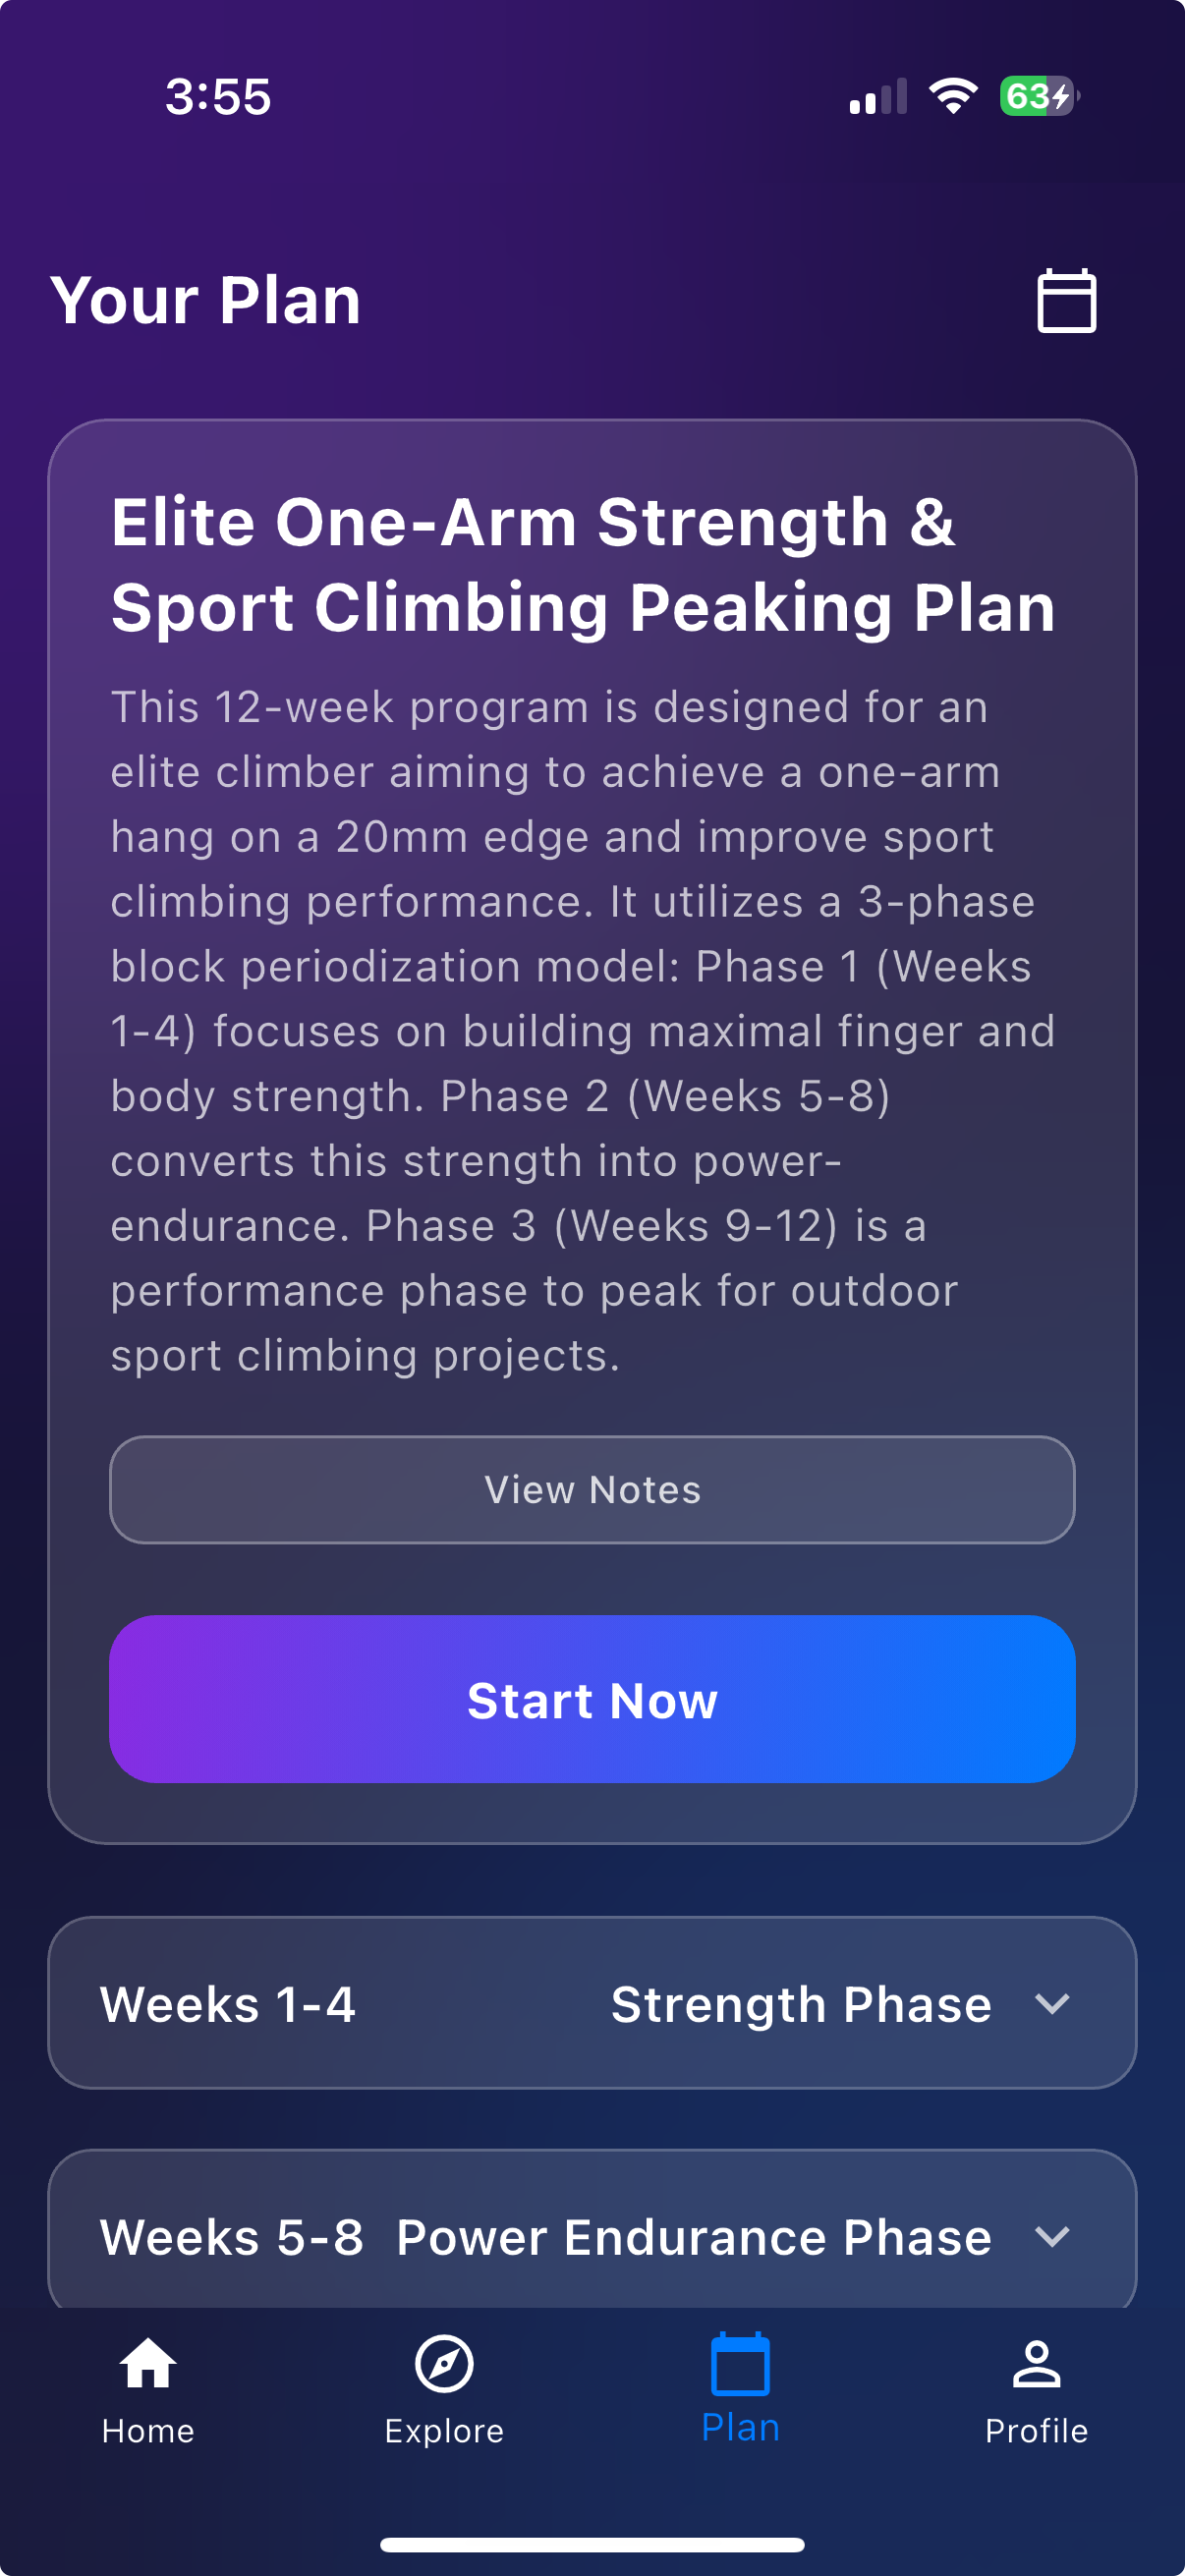 3:55
63
Your Plan
Elite One-Arm Strength &
Sport Climbing Peaking Plan
This 12-week program is designed for an
elite climber aiming to achieve a one-arm
hang on a 20mm edge and improve sport
climbing performance. It utilizes a 3-phase
block periodization model: Phase 1 (Weeks
1-4) focuses on building maximal finger and
body strength. Phase 2 (Weeks 5-8)
converts this strength into power-
endurance. Phase 3 (Weeks 9-12) is a
performance phase to peak for outdoor
sport climbing projects.
View Notes
Start Now
Weeks 1-4 Strength Phase
Weeks 5-8 Power Endurance Phase
Home Explore Plan Profile